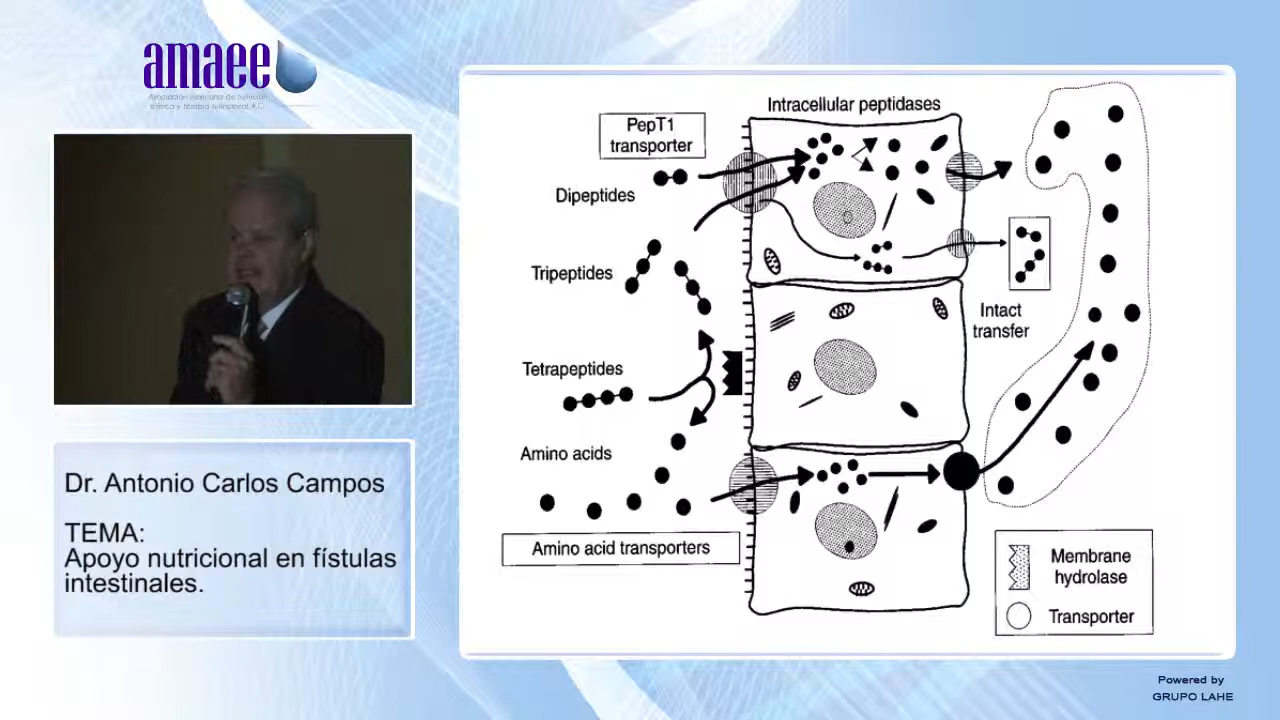 amaee
Asociación mexicana de nutrición
enteral y terapia nutricional A.C.
Dr. Antonio Carlos Campos
TEMA:
Apoyo nutricional en fístulas
intestinales.
Intracellular peptidases
PepT1
transporter
Dipeptides
Tripeptides
Intact
transfer
Tetrapeptides
Amino acids
Amino acid transporters
Membrane
hydrolase
Transporter
Powered by
GRUPO LAHE